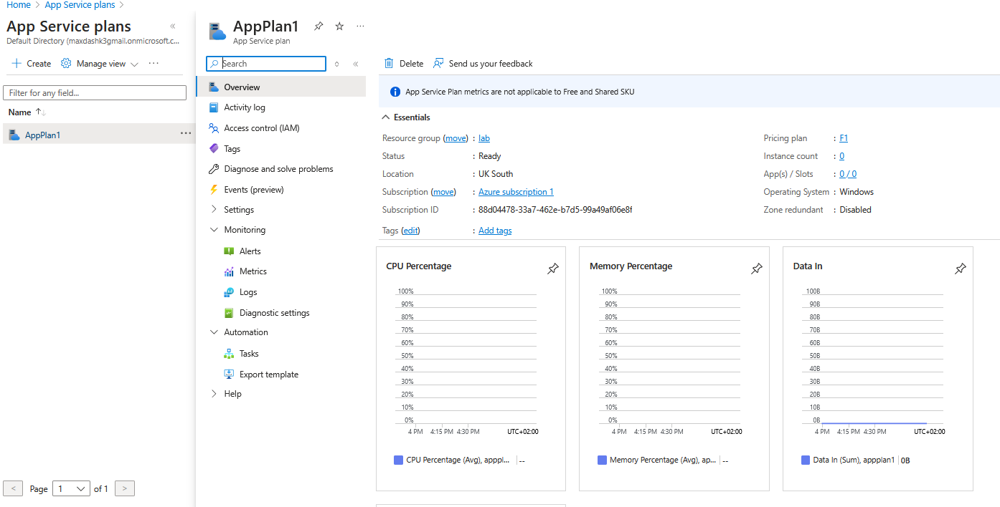 Home > App Service plans >
App Service plans
Default Directory (maxdashk3gmail.onmicrosoft.c...
Create Manage view ...
Filter for any field...
Name
AppPlan1 ...
< Page 1 of 1 >
AppPlan1 ...
App Service plan
Search
Overview
Activity log
Access control (IAM)
Tags
Diagnose and solve problems
Events (preview)
Settings
Monitoring
Alerts
Metrics
Logs
Diagnostic settings
Automation
Tasks
Export template
Help
Delete Send us your feedback
App Service Plan metrics are not applicable to Free and Shared SKU
Essentials
Resource group (move) : lab
Status : Ready
Location : UK South
Subscription (move) : Azure subscription 1
Subscription ID : 88d04478-33a7-462e-b7d5-99a49af06e8f
Tags (edit) : Add tags
Pricing plan : F1
Instance count : 0
App(s) / Slots : 0 / 0
Operating System : Windows
Zone redundant : Disabled
CPU Percentage
100%
90%
80%
70%
60%
50%
40%
30%
20%
10%
0%
4 PM 4:15 PM 4:30 PM UTC+02:00
CPU Percentage (Avg), apppl... --
Memory Percentage
100%
90%
80%
70%
60%
50%
40%
30%
20%
10%
0%
4 PM 4:15 PM 4:30 PM UTC+02:00
Memory Percentage (Avg), ap... --
Data In
100B
90B
80B
70B
60B
50B
40B
30B
20B
10B
0B
4 PM 4:15 PM 4:30 PM UTC+02:00
Data In (Sum), appplan1 0B